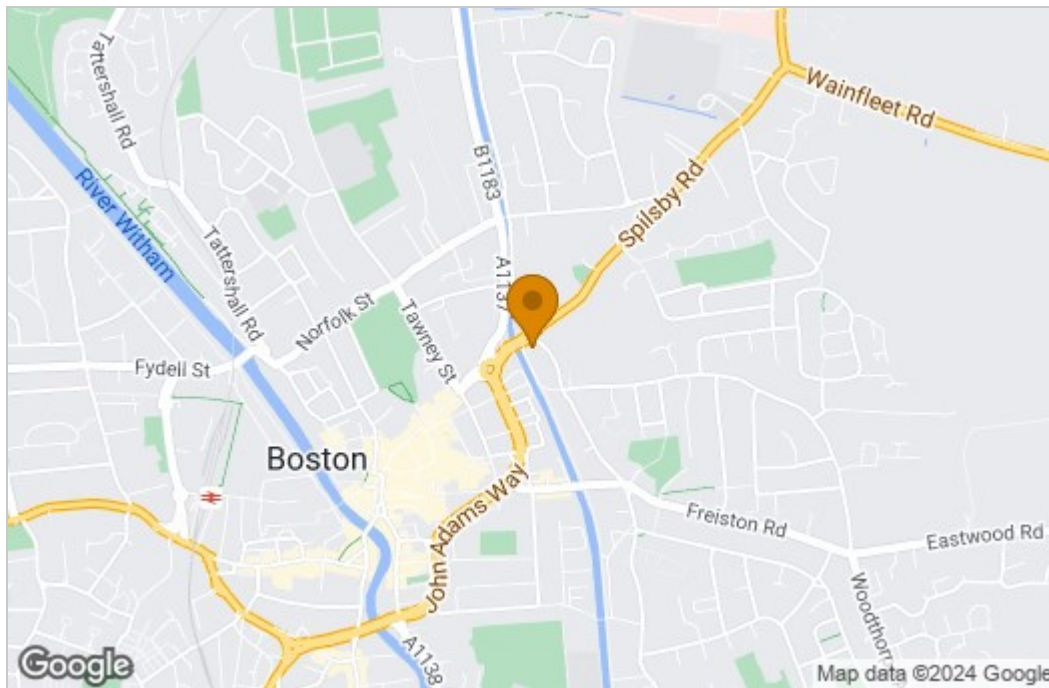 Tattershall Rd
Wainfleet Rd
B1183
River Witham
Spilsby Rd
Tattershall Rd
A1137
Norfolk St
Tawney St
Fydell St
Boston
John Adams Way
Freiston Rd
Eastwood Rd
A1138
Google
Map data ©2024 Google